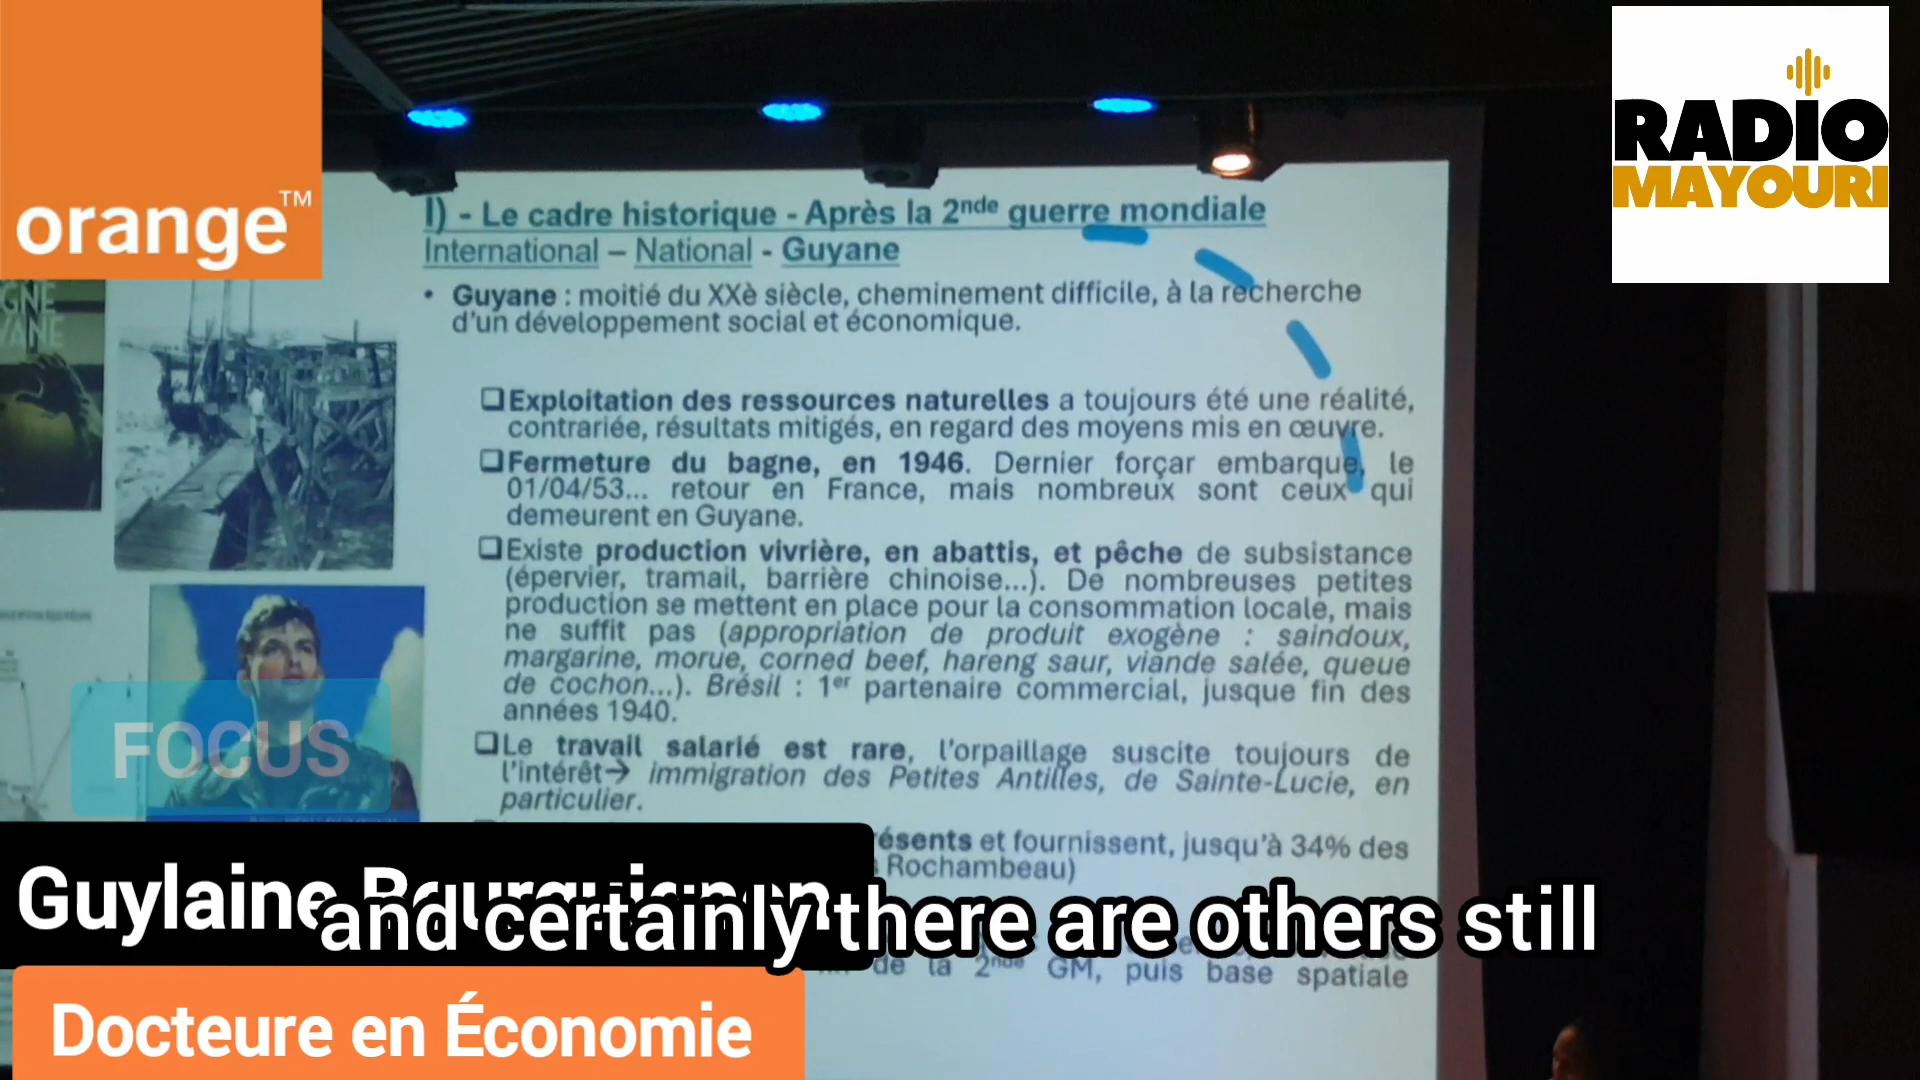 orange™
RADIO
MAYOURI
I) - Le cadre historique - Après la 2nde guerre mondiale
International – National - Guyane
• Guyane : moitié du XXè siècle, cheminement difficile, à la recherche
d'un développement social et économique.
❑Exploitation des ressources naturelles a toujours été une réalité,
contrariée, résultats mitigés, en regard des moyens mis en œuvre.
❑Fermeture du bagne, en 1946. Dernier forçar embarque, le
01/04/53... retour en France, mais nombreux sont ceux qui
demeurent en Guyane.
❑Existe production vivrière, en abattis, et pêche de subsistance
(épervier, tramail, barrière chinoise...). De nombreuses petites
production se mettent en place pour la consommation locale, mais
ne suffit pas (appropriation de produit exogène : saindoux,
margarine, morue, corned beef, hareng saur, viande salée, queue
de cochon...). Brésil : 1er partenaire commercial, jusque fin des
années 1940.
❑Le travail salarié est rare, l'orpaillage suscite toujours de
l'intérêt→ immigration des Petites Antilles, de Sainte-Lucie, en
particulier.
et fournissent, jusqu'à 34% des
Rochambeau)
de la 2nde GM, puis base spatiale
FOCUS
Guylaine Bourguignon
and certainly there are others still
Docteure en Économie